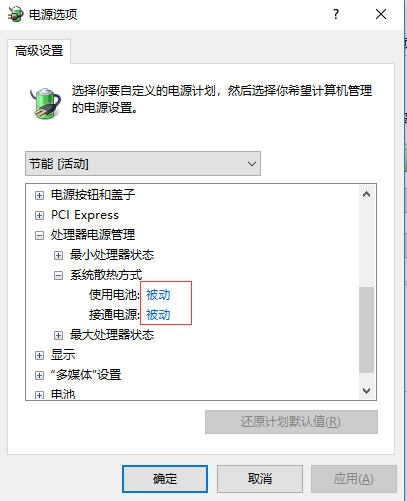 电源选项
高级设置
选择你要自定义的电源计划，然后选择你希望计算机管理
的电源设置。
节能 [活动]
电源按钮和盖子
PCI Express
处理器电源管理
最小处理器状态
系统散热方式
使用电池: 被动
接通电源: 被动
最大处理器状态
显示
“多媒体”设置
电池
还原计划默认值(R)
确定
取消
应用(A)